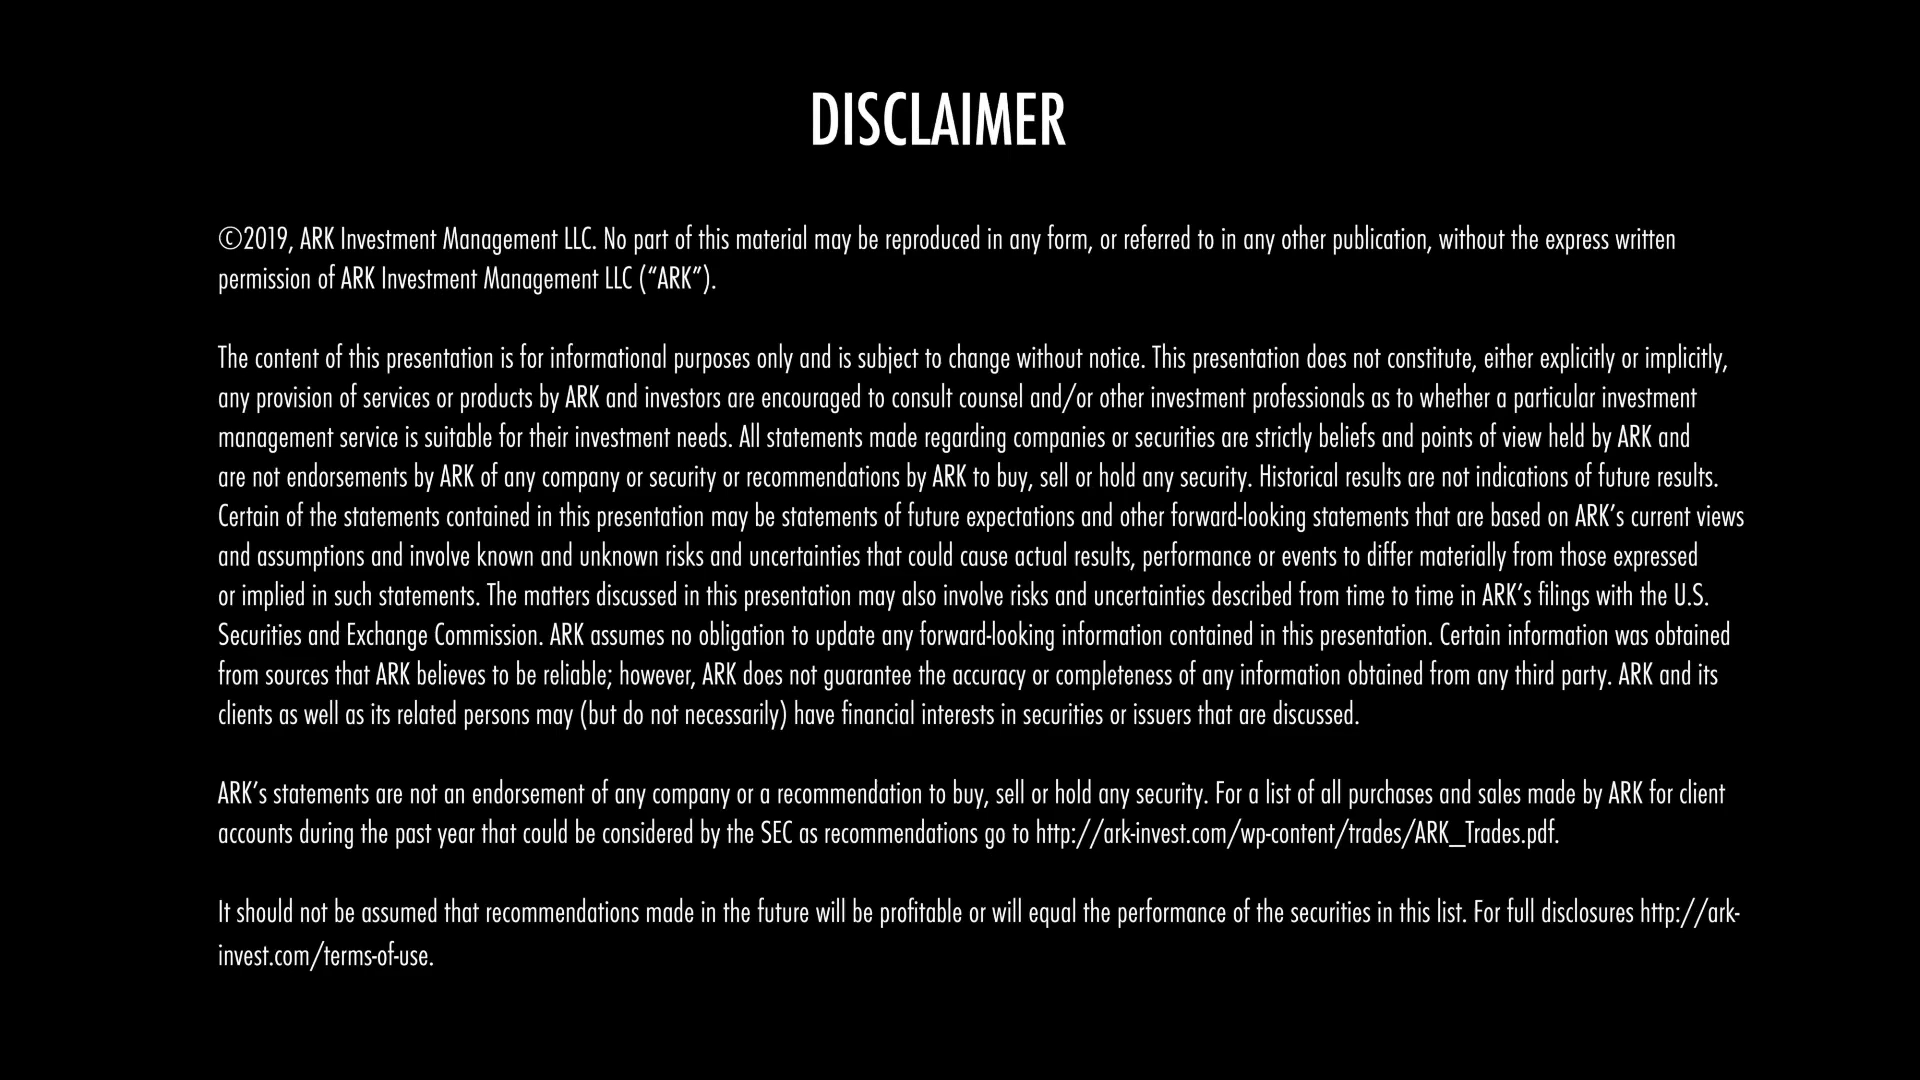 DISCLAIMER
©2019, ARK Investment Management LLC. No part of this material may be reproduced in any form, or referred to in any other publication, without the express written
permission of ARK Investment Management LLC (“ARK”).
The content of this presentation is for informational purposes only and is subject to change without notice. This presentation does not constitute, either explicitly or implicitly,
any provision of services or products by ARK and investors are encouraged to consult counsel and/or other investment professionals as to whether a particular investment
management service is suitable for their investment needs. All statements made regarding companies or securities are strictly beliefs and points of view held by ARK and
are not endorsements by ARK of any company or security or recommendations by ARK to buy, sell or hold any security. Historical results are not indications of future results.
Certain of the statements contained in this presentation may be statements of future expectations and other forward-looking statements that are based on ARK’s current views
and assumptions and involve known and unknown risks and uncertainties that could cause actual results, performance or events to differ materially from those expressed
or implied in such statements. The matters discussed in this presentation may also involve risks and uncertainties described from time to time in ARK’s filings with the U.S.
Securities and Exchange Commission. ARK assumes no obligation to update any forward-looking information contained in this presentation. Certain information was obtained
from sources that ARK believes to be reliable; however, ARK does not guarantee the accuracy or completeness of any information obtained from any third party. ARK and its
clients as well as its related persons may (but do not necessarily) have financial interests in securities or issuers that are discussed.
ARK’s statements are not an endorsement of any company or a recommendation to buy, sell or hold any security. For a list of all purchases and sales made by ARK for client
accounts during the past year that could be considered by the SEC as recommendations go to http://ark-invest.com/wp-content/trades/ARK_Trades.pdf.
It should not be assumed that recommendations made in the future will be profitable or will equal the performance of the securities in this list. For full disclosures http://ark-
invest.com/terms-of-use.